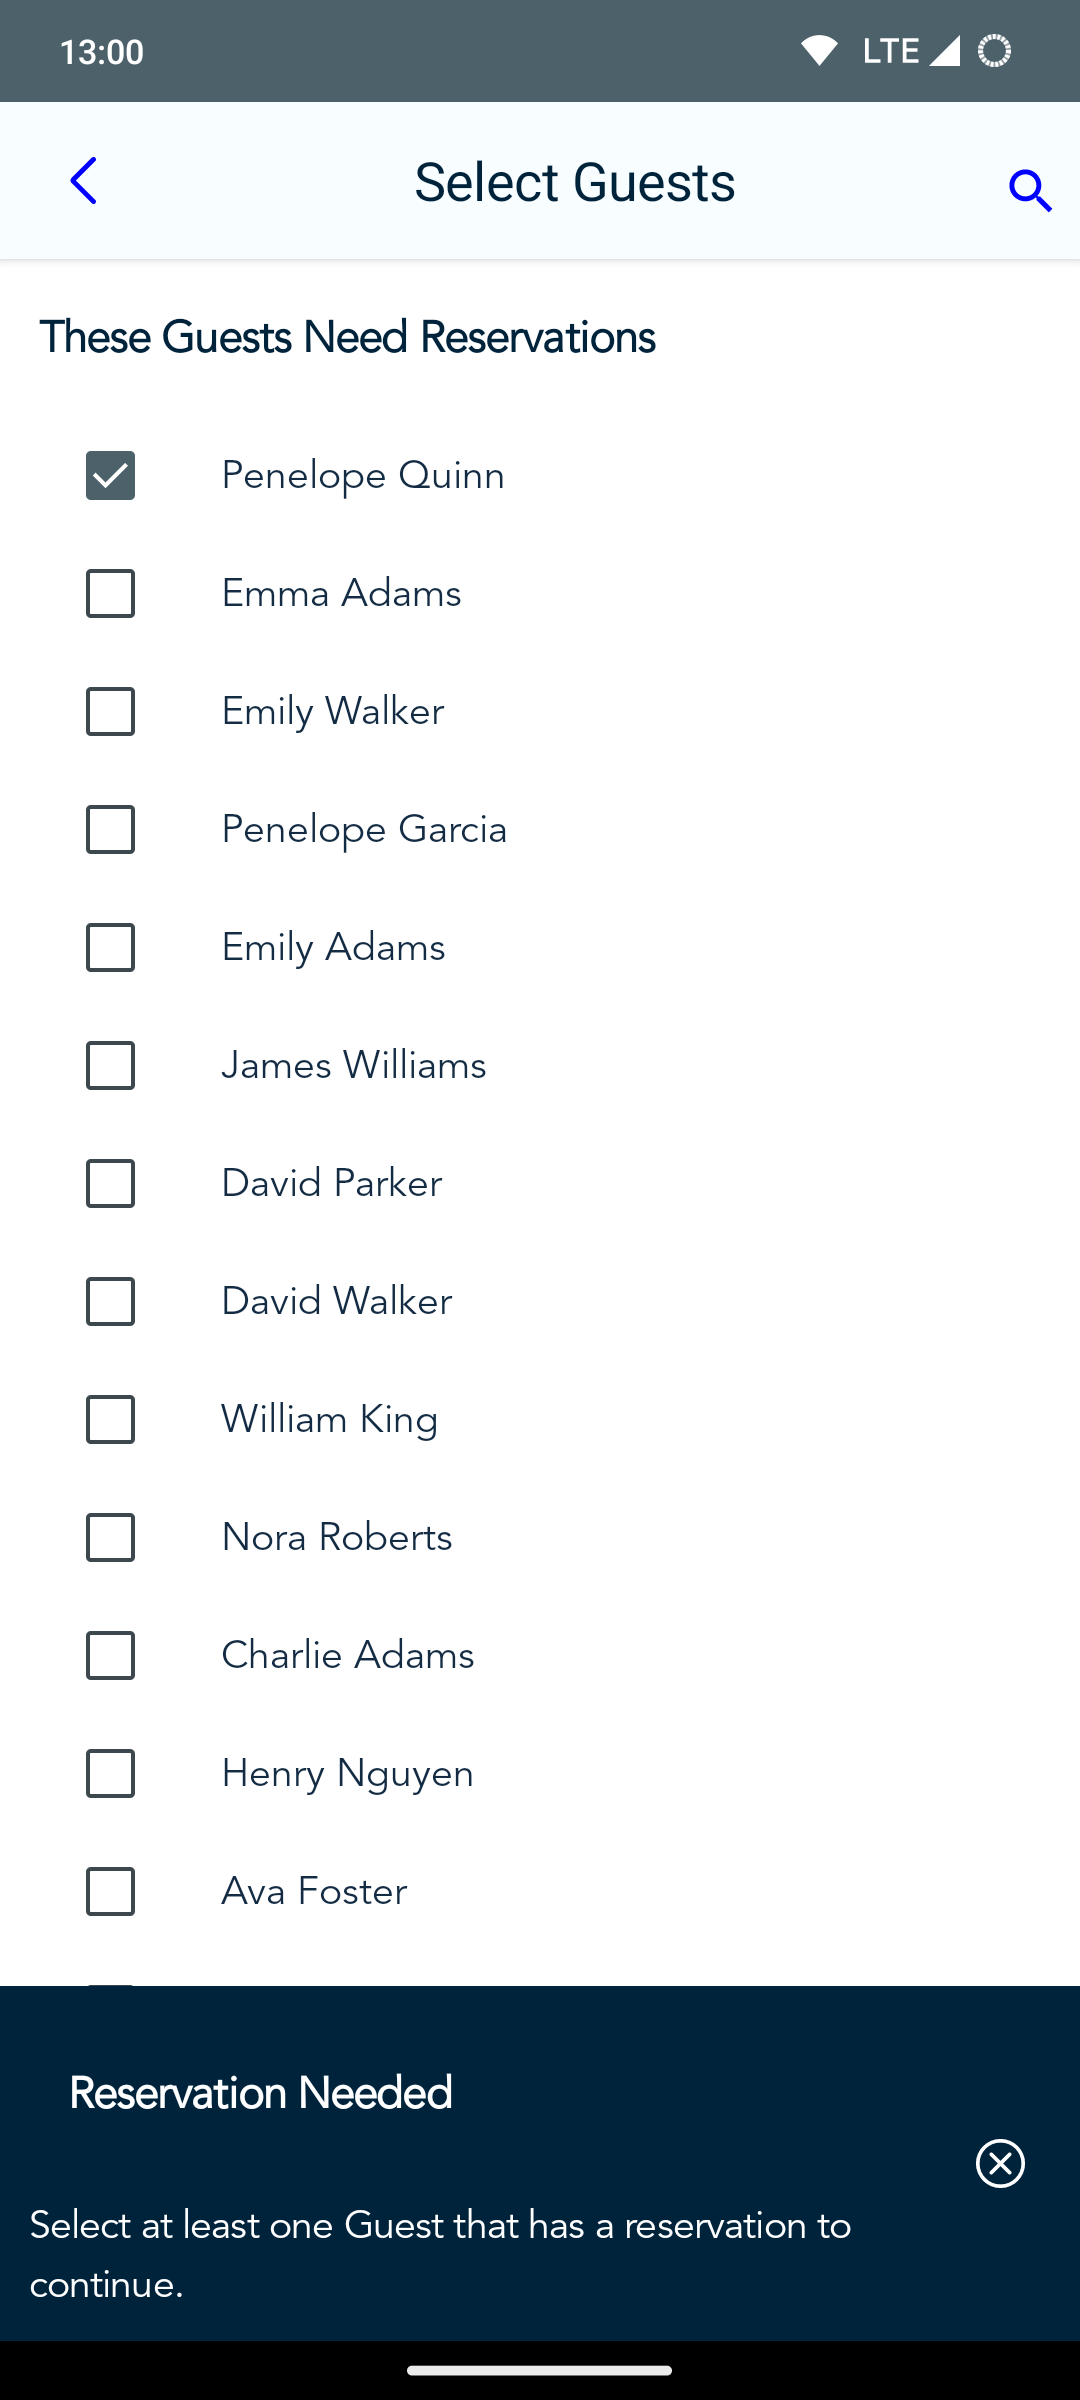 13:00
LTE
Select Guests
These Guests Need Reservations
Penelope Quinn
Emma Adams
Emily Walker
Penelope Garcia
Emily Adams
James Williams
David Parker
David Walker
William King
Nora Roberts
Charlie Adams
Henry Nguyen
Ava Foster
Reservation Needed
Select at least one Guest that has a reservation to
continue.